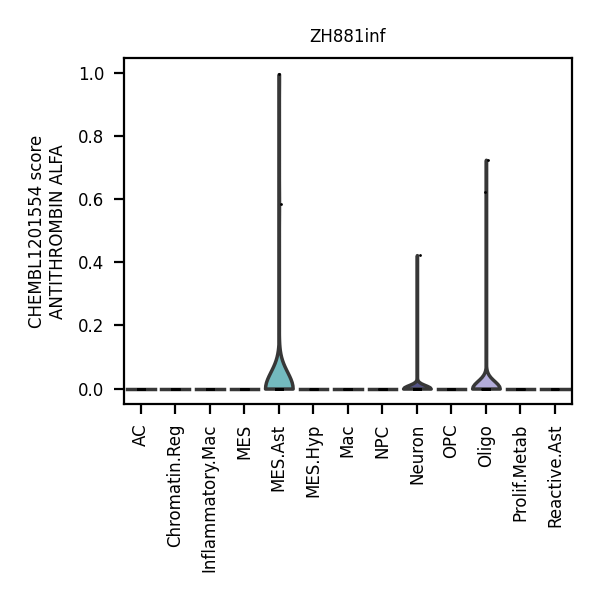 ZH881inf
CHEMBL1201554 score
ANTITHROMBIN ALFA
1.0
0.8
0.6
0.4
0.2
0.0
AC
Chromatin.Reg
Inflammatory.Mac
MES
MES.Ast
MES.Hyp
Mac
NPC
Neuron
OPC
Oligo
Prolif.Metab
Reactive.Ast